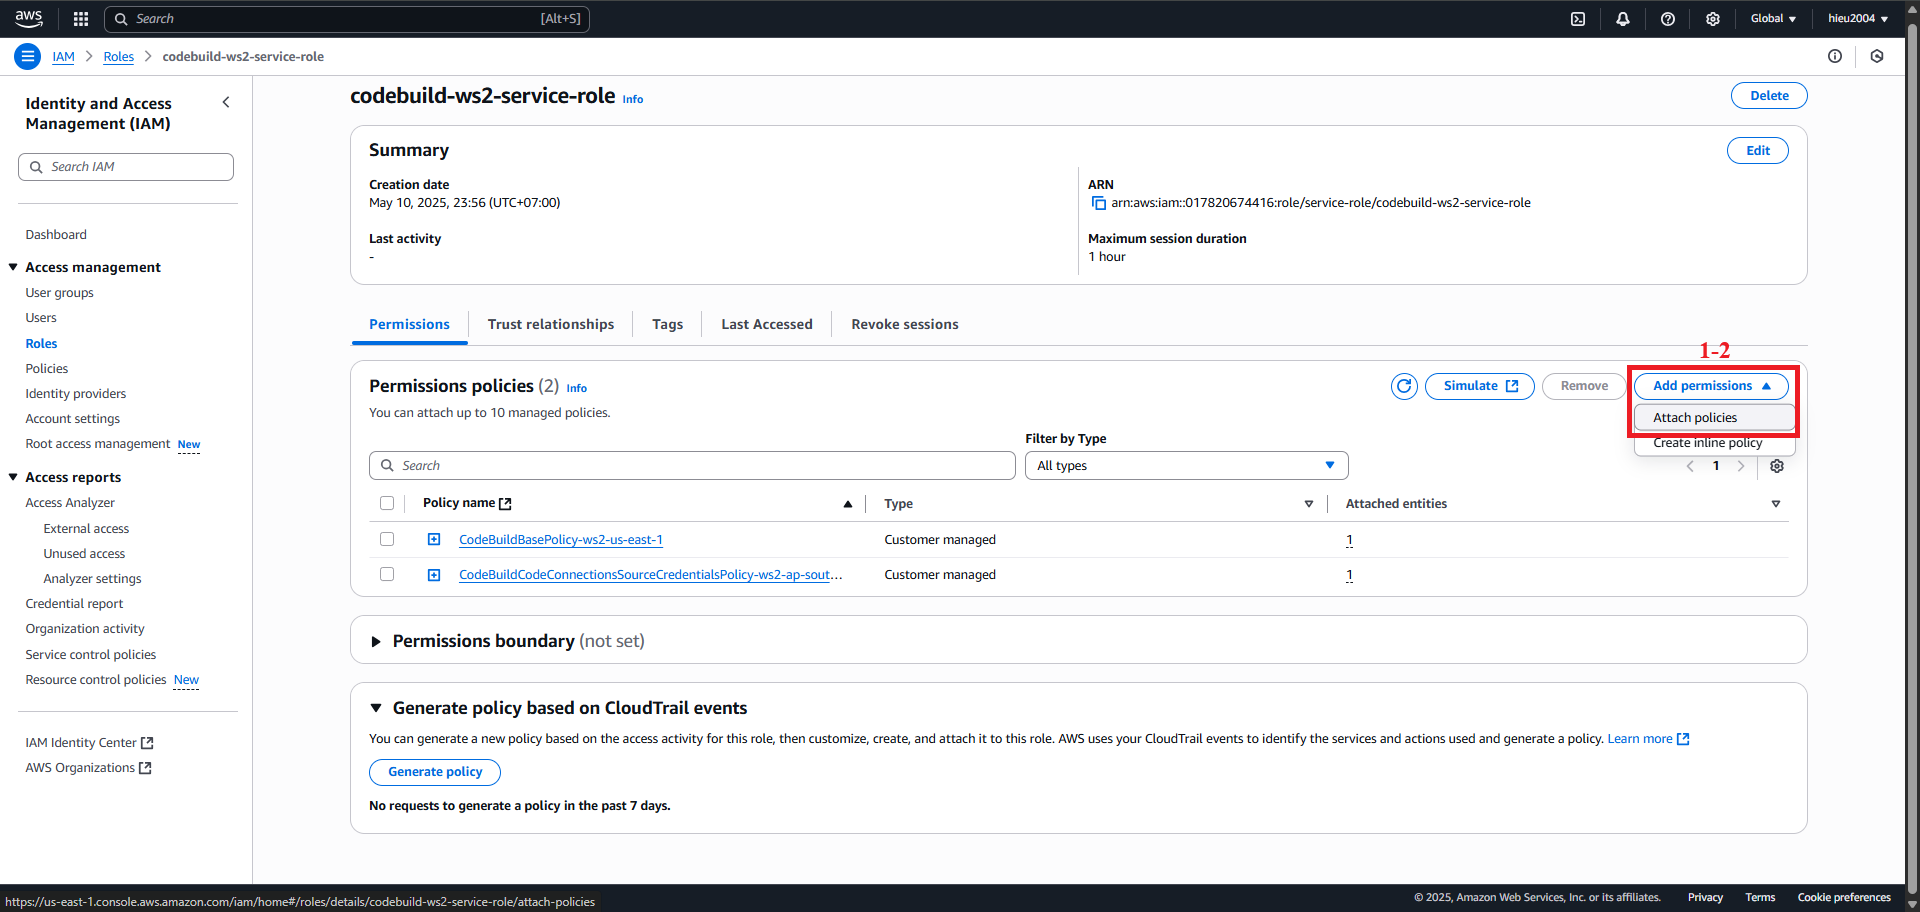 aws
Search
[Alt+S]
Global
hieu2004
IAM
Roles
codebuild-ws2-service-role
Identity and Access
Management (IAM)
Search IAM
Dashboard
Access management
User groups
Users
Roles
Policies
Identity providers
Account settings
Root access management New
Access reports
Access Analyzer
External access
Unused access
Analyzer settings
Credential report
Organization activity
Service control policies
Resource control policies New
IAM Identity Center
AWS Organizations
codebuild-ws2-service-role Info
Delete
Summary
Edit
Creation date
May 10, 2025, 23:56 (UTC+07:00)
ARN
arn:aws:iam::017820674416:role/service-role/codebuild-ws2-service-role
Last activity
-
Maximum session duration
1 hour
Permissions
Trust relationships
Tags
Last Accessed
Revoke sessions
1-2
Permissions policies (2) Info
Simulate
Remove
Add permissions
You can attach up to 10 managed policies.
Attach policies
Create inline policy
Filter by Type
Search
All types
1
Policy name
Type
Attached entities
CodeBuildBasePolicy-ws2-us-east-1
Customer managed
1
CodeBuildCodeConnectionsSourceCredentialsPolicy-ws2-ap-sout...
Customer managed
1
Permissions boundary (not set)
Generate policy based on CloudTrail events
You can generate a new policy based on the access activity for this role, then customize, create, and attach it to this role. AWS uses your CloudTrail events to identify the services and actions used and generate a policy. Learn more
Generate policy
No requests to generate a policy in the past 7 days.
https://us-east-1.console.aws.amazon.com/iam/home#/roles/details/codebuild-ws2-service-role/attach-policies
© 2025, Amazon Web Services, Inc. or its affiliates.
Privacy
Terms
Cookie preferences